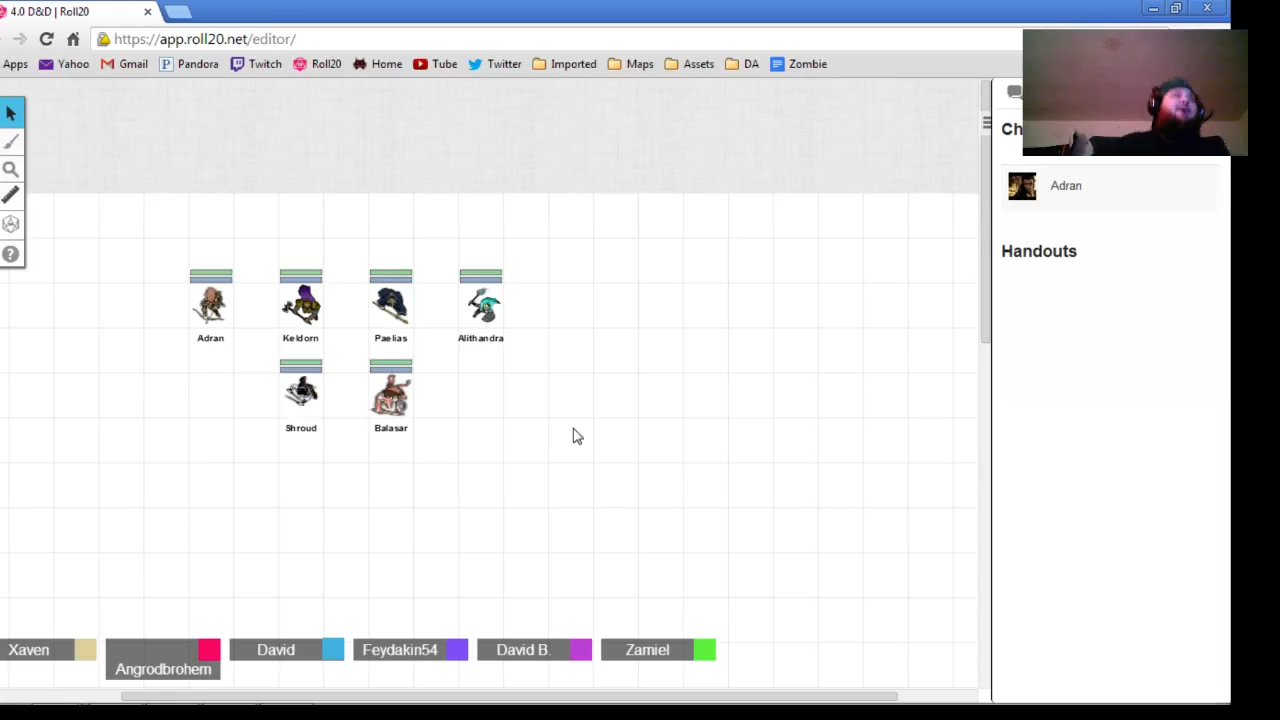 4.0 D&D | Roll20
https://app.roll20.net/editor/
Apps Yahoo Gmail Pandora Twitch Roll20 Home Tube Twitter Imported Maps Assets DA Zombie
Adran
Handouts
Adran Keldorn Paelias Alithandra
Shroud Balasar
Xaven Angrodbrohem David Feydakin54 David B. Zamiel